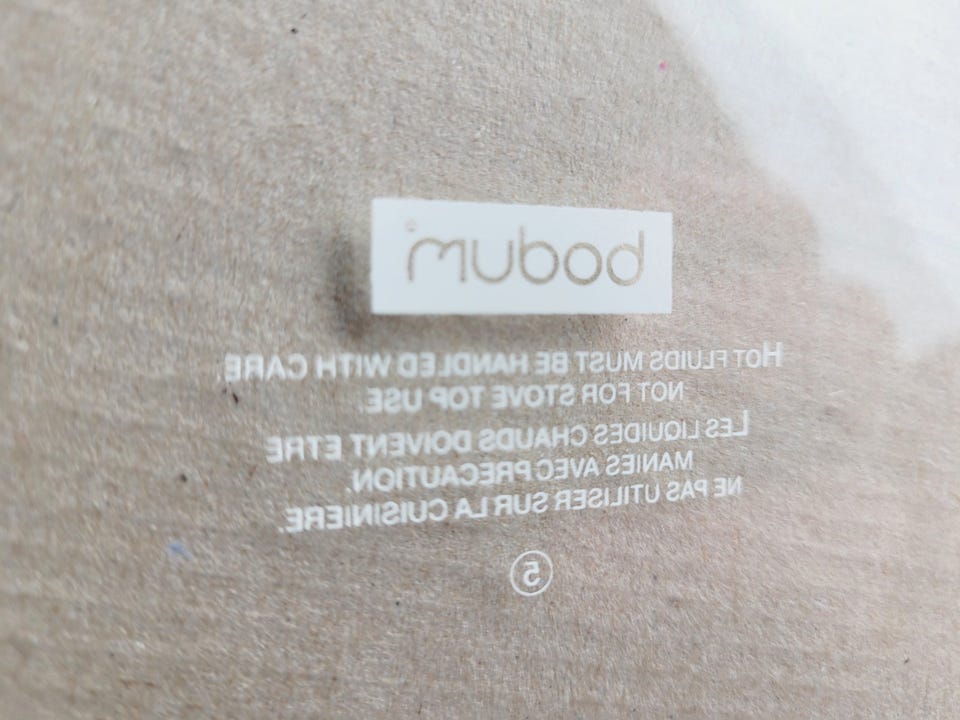 bodum
HOT FLUIDS MUST BE HANDLED WITH CARE
NOT FOR STOVE TOP USE.
LES LIQUIDES CHAUDS DOIVENT ETRE
MANIES AVEC PRECAUTION.
NE PAS UTILISER SUR LA CUISINIERE.
5